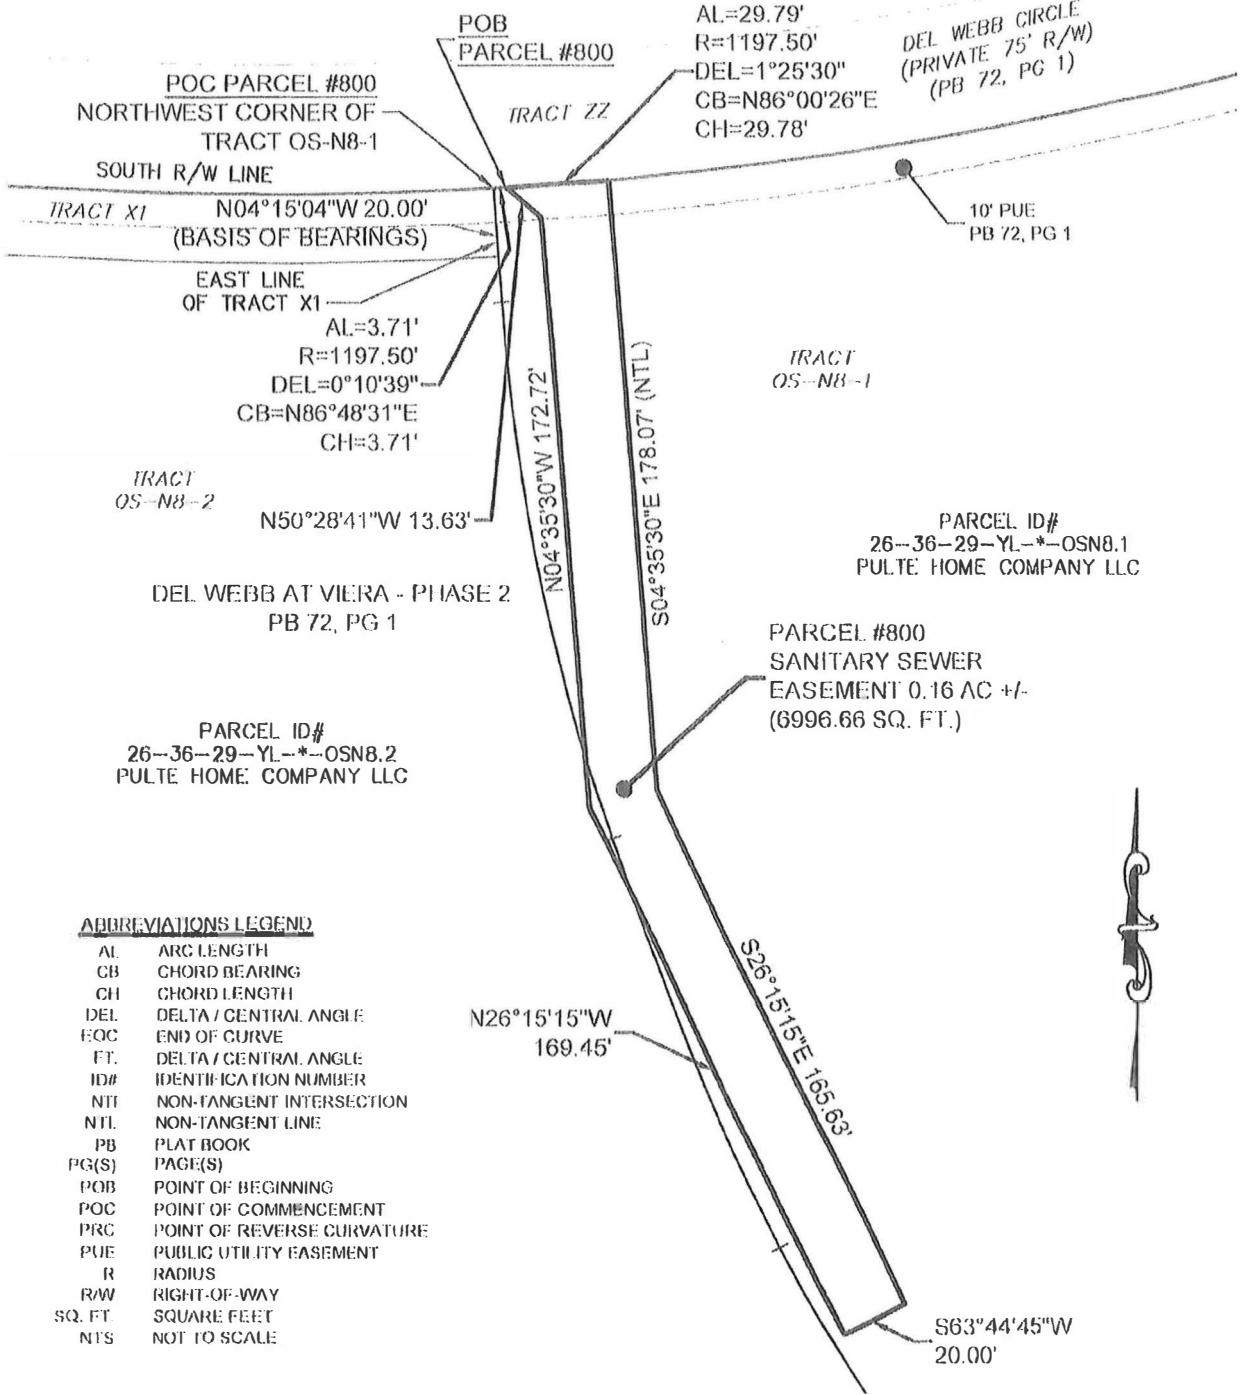 POB
PARCEL #800
AL=29.79'
R=1197.50'
DEL=1°25'30"
CB=N86°00'26"E
CH=29.78'
DEL WEBB CIRCLE
(PRIVATE 75' R/W)
(PB 72, PG 1)
POC PARCEL #800
NORTHWEST CORNER OF
TRACT OS-N8-1
TRACT ZZ
SOUTH R/W LINE
TRACT X1
N04°15'04"W 20.00'
(BASIS OF BEARINGS)
10' PUE
PB 72, PG 1
EAST LINE
OF TRACT X1
AL=3.71'
R=1197.50'
DEL=0°10'39"
CB=N86°48'31"E
CH=3.71'
TRACT
OS-N8-1
N04°35'30"W 172.72'
S04°35'30"E 178.07' (NTL)
TRACT
OS-N8-2
N50°28'41"W 13.63'
PARCEL ID#
26-36-29-YL-*-OSN8.1
PULTE HOME COMPANY LLC
DEL WEBB AT VIERA - PHASE 2
PB 72, PG 1
PARCEL #800
SANITARY SEWER
EASEMENT 0.16 AC +/-
(6996.66 SQ. FT.)
PARCEL ID#
26-36-29-YL-*-OSN8.2
PULTE HOME COMPANY LLC
ABBREVIATIONS LEGEND
AL ARC LENGTH
CB CHORD BEARING
CH CHORD LENGTH
DEL DELTA / CENTRAL ANGLE
EOC END OF CURVE
FT. DELTA / CENTRAL ANGLE
ID# IDENTIFICATION NUMBER
NTI NON-TANGENT INTERSECTION
NTL NON-TANGENT LINE
PB PLAT BOOK
PG(S) PAGE(S)
POB POINT OF BEGINNING
POC POINT OF COMMENCEMENT
PRC POINT OF REVERSE CURVATURE
PUE PUBLIC UTILITY EASEMENT
R RADIUS
R/W RIGHT-OF-WAY
SQ. FT. SQUARE FEET
NTS NOT TO SCALE
N26°15'15"W
169.45'
S26°15'15"E 165.63'
S63°44'45"W
20.00'